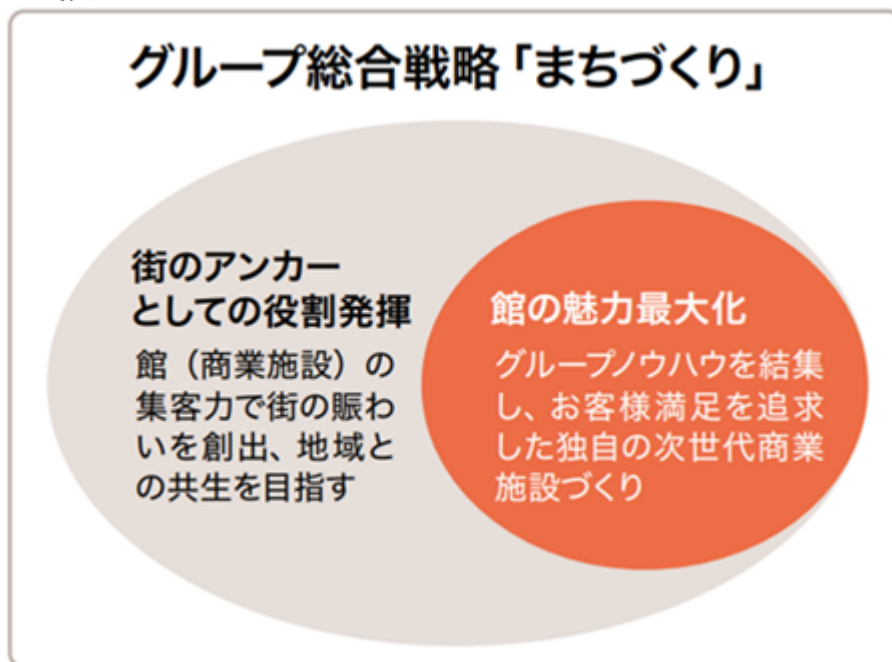 グループ総合戦略「まちづくり」
街のアンカー
としての役割発揮
館（商業施設）の
集客力で街の賑わ
いを創出、地域と
の共生を目指す
館の魅力最大化
グループノウハウを結集
し、お客様満足を追求
した独自の次世代商業
施設づくり